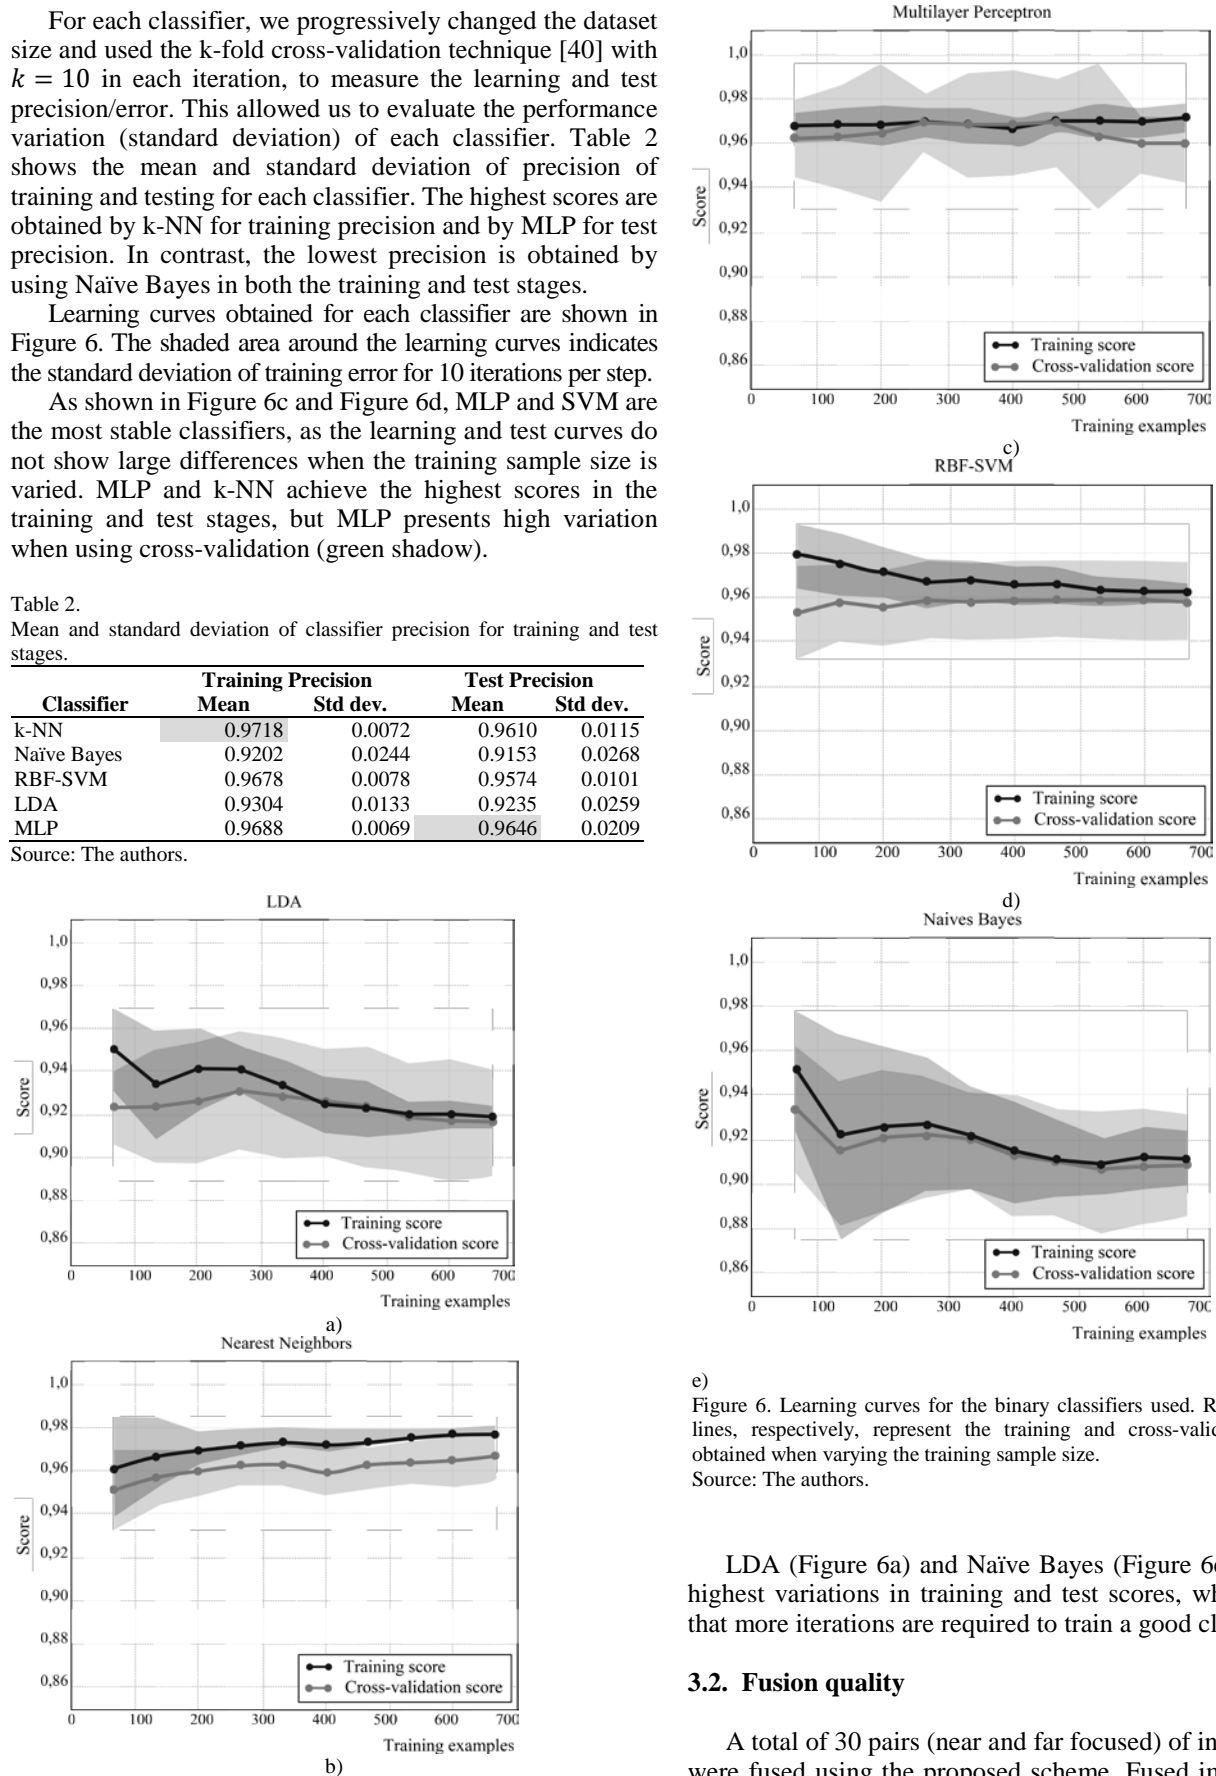 For each classifier, we progressively changed the dataset
size and used the k-fold cross-validation technique [40] with
k = 10 in each iteration, to measure the learning and test
precision/error. This allowed us to evaluate the performance
variation (standard deviation) of each classifier. Table 2
shows the mean and standard deviation of precision of
training and testing for each classifier. The highest scores are
obtained by k-NN for training precision and by MLP for test
precision. In contrast, the lowest precision is obtained by
using Naïve Bayes in both the training and test stages.
Learning curves obtained for each classifier are shown in
Figure 6. The shaded area around the learning curves indicates
the standard deviation of training error for 10 iterations per step.
As shown in Figure 6c and Figure 6d, MLP and SVM are
the most stable classifiers, as the learning and test curves do
not show large differences when the training sample size is
varied. MLP and k-NN achieve the highest scores in the
training and test stages, but MLP presents high variation
when using cross-validation (green shadow).
Table 2.
Mean and standard deviation of classifier precision for training and test
stages.
Training Precision Test Precision
Classifier Mean Std dev. Mean Std dev.
k-NN 0.9718 0.0072 0.9610 0.0115
Naïve Bayes 0.9202 0.0244 0.9153 0.0268
RBF-SVM 0.9678 0.0078 0.9574 0.0101
LDA 0.9304 0.0133 0.9235 0.0259
MLP 0.9688 0.0069 0.9646 0.0209
Source: The authors.
LDA
1,0
0,98
0,96
0,94
Score
0,92
0,90
0,88
0,86
Training score
Cross-validation score
0 100 200 300 400 500 600 700
Training examples
a)
Nearest Neighbors
1,0
0,98
0,96
0,94
Score
0,92
0,90
0,88
0,86
Training score
Cross-validation score
0 100 200 300 400 500 600 700
Training examples
b)
Multilayer Perceptron
1,0
0,98
0,96
0,94
Score
0,92
0,90
0,88
0,86
Training score
Cross-validation score
0 100 200 300 400 500 600 700
Training examples
c)
RBF-SVM
1,0
0,98
0,96
0,94
Score
0,92
0,90
0,88
0,86
Training score
Cross-validation score
0 100 200 300 400 500 600 700
Training examples
d)
Naives Bayes
1,0
0,98
0,96
0,94
Score
0,92
0,90
0,88
0,86
Training score
Cross-validation score
0 100 200 300 400 500 600 700
Training examples
e)
Figure 6. Learning curves for the binary classifiers used. R
lines, respectively, represent the training and cross-valid
obtained when varying the training sample size.
Source: The authors.
LDA (Figure 6a) and Naïve Bayes (Figure 6
highest variations in training and test scores, wh
that more iterations are required to train a good cl
3.2. Fusion quality
A total of 30 pairs (near and far focused) of in
were fused using the proposed scheme. Fused in